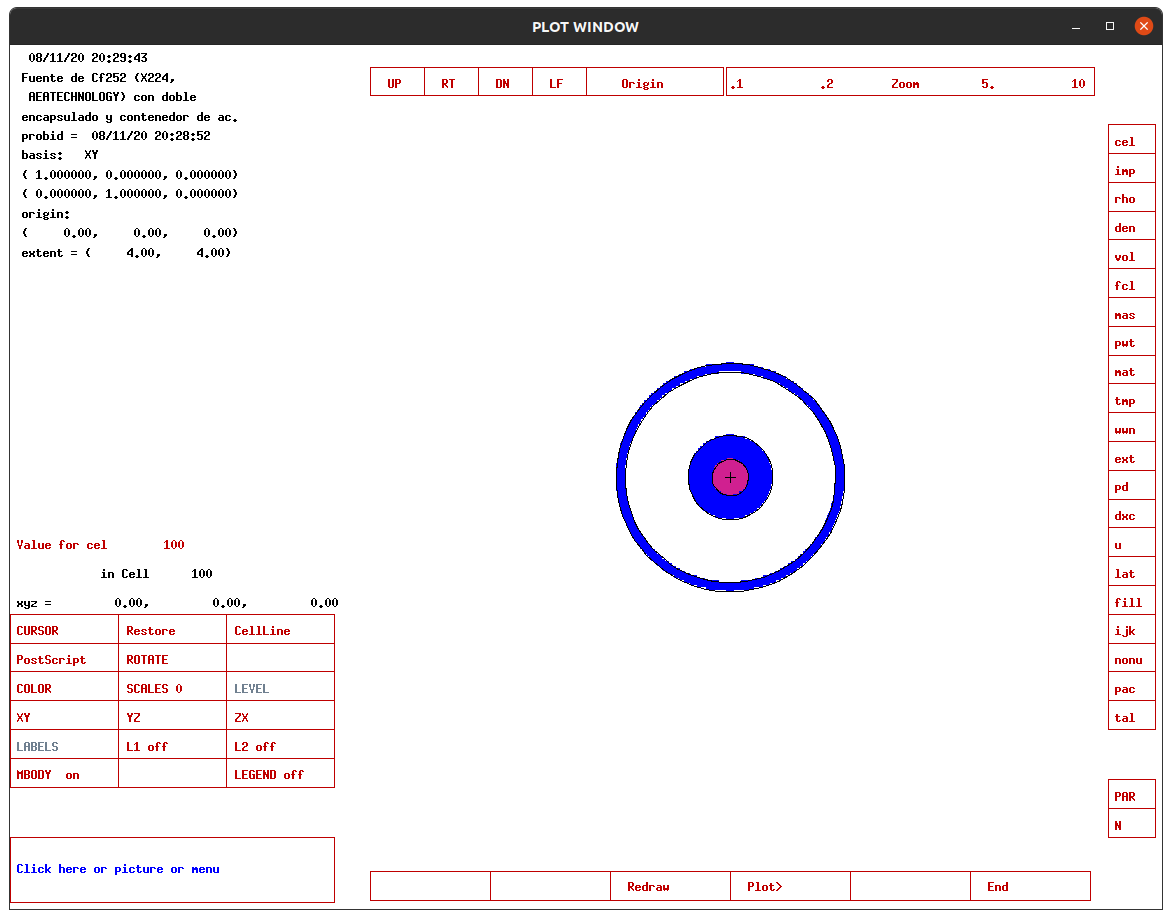 PLOT WINDOW
08/11/20 20:29:43
Fuente de Cf252 (X224,
AEATECHNOLOGY) con doble
encapsulado y contenedor de ac.
probid = 08/11/20 20:28:52
basis: XY
( 1.000000, 0.000000, 0.000000)
( 0.000000, 1.000000, 0.000000)
origin:
( 0.00, 0.00, 0.00)
extent = ( 4.00, 4.00)
UP RT DN LF Origin .1 .2 Zoom 5. 10
cel
imp
rho
den
vol
fcl
mas
pwt
mat
tmp
wwn
ext
pd
dxc
u
lat
fill
ijk
nonu
pac
tal
PAR
N
Value for cel 100
in Cell 100
xyz = 0.00, 0.00, 0.00
CURSOR Restore CellLine
PostScript ROTATE
COLOR SCALES 0 LEVEL
XY YZ ZX
LABELS L1 off L2 off
MBODY on LEGEND off
Click here or picture or menu
Redraw Plot> End